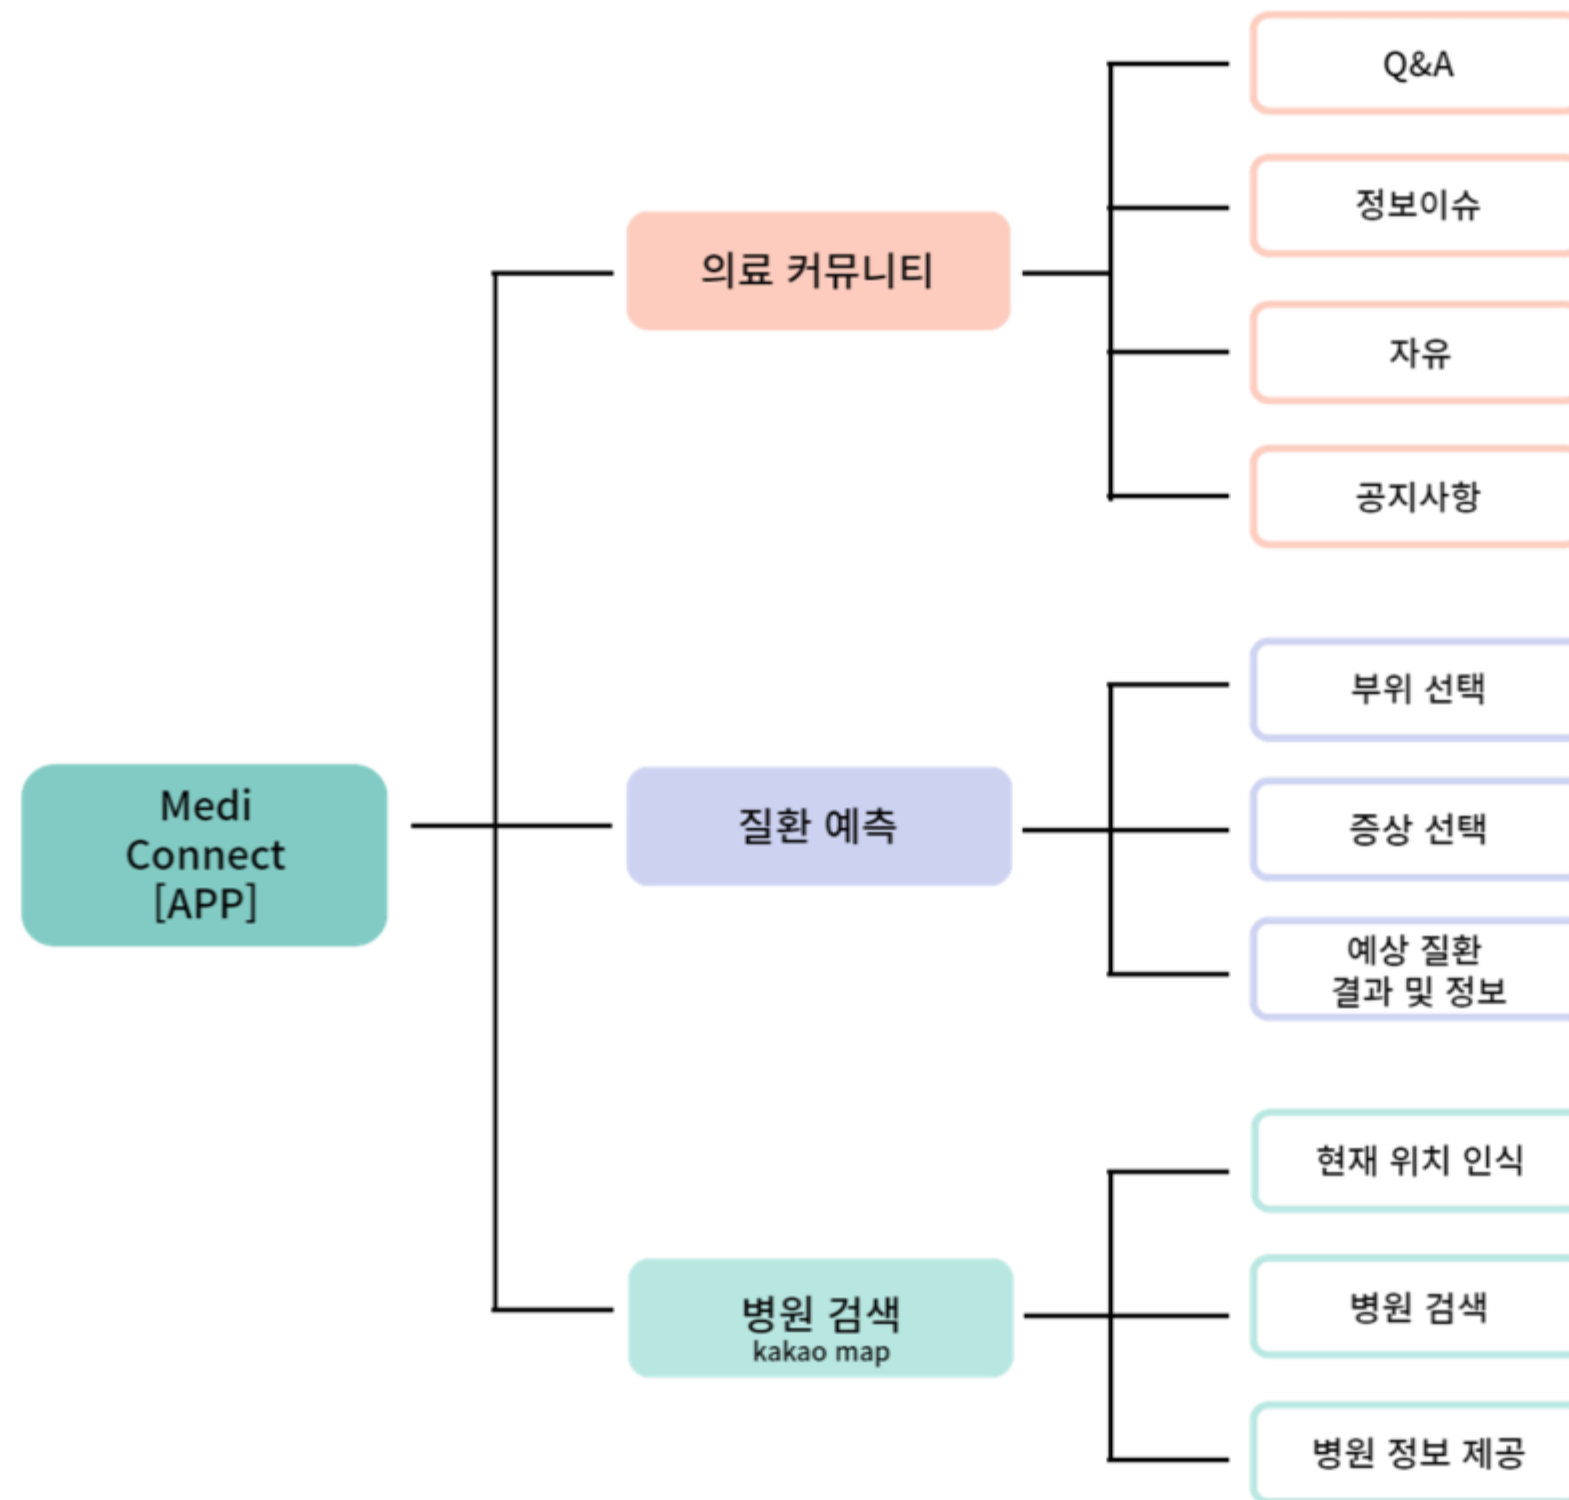 Medi
Connect
[APP]
의료 커뮤니티
Q&A
정보이슈
자유
공지사항
질환 예측
부위 선택
증상 선택
예상 질환
결과 및 정보
병원 검색
kakao map
현재 위치 인식
병원 검색
병원 정보 제공